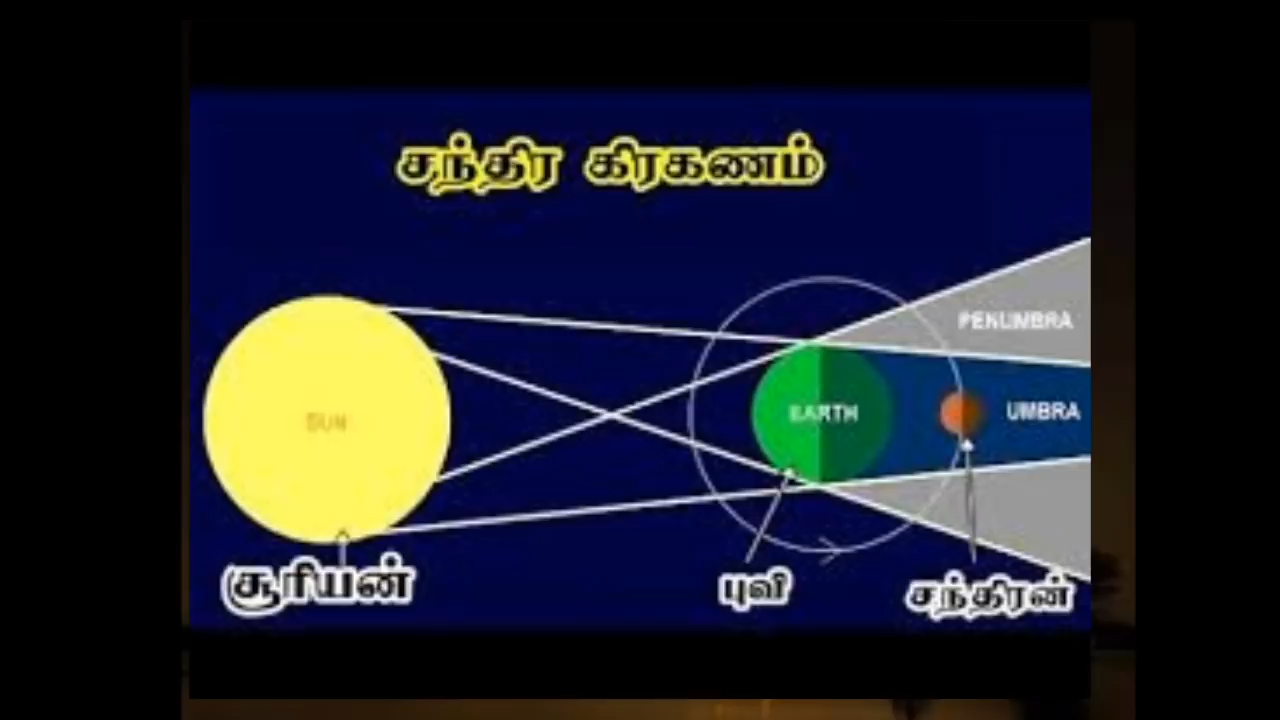 சந்திர கிரகணம்
PENUMBRA
SUN
EARTH
UMBRA
சூரியன்
புவி
சந்திரன்